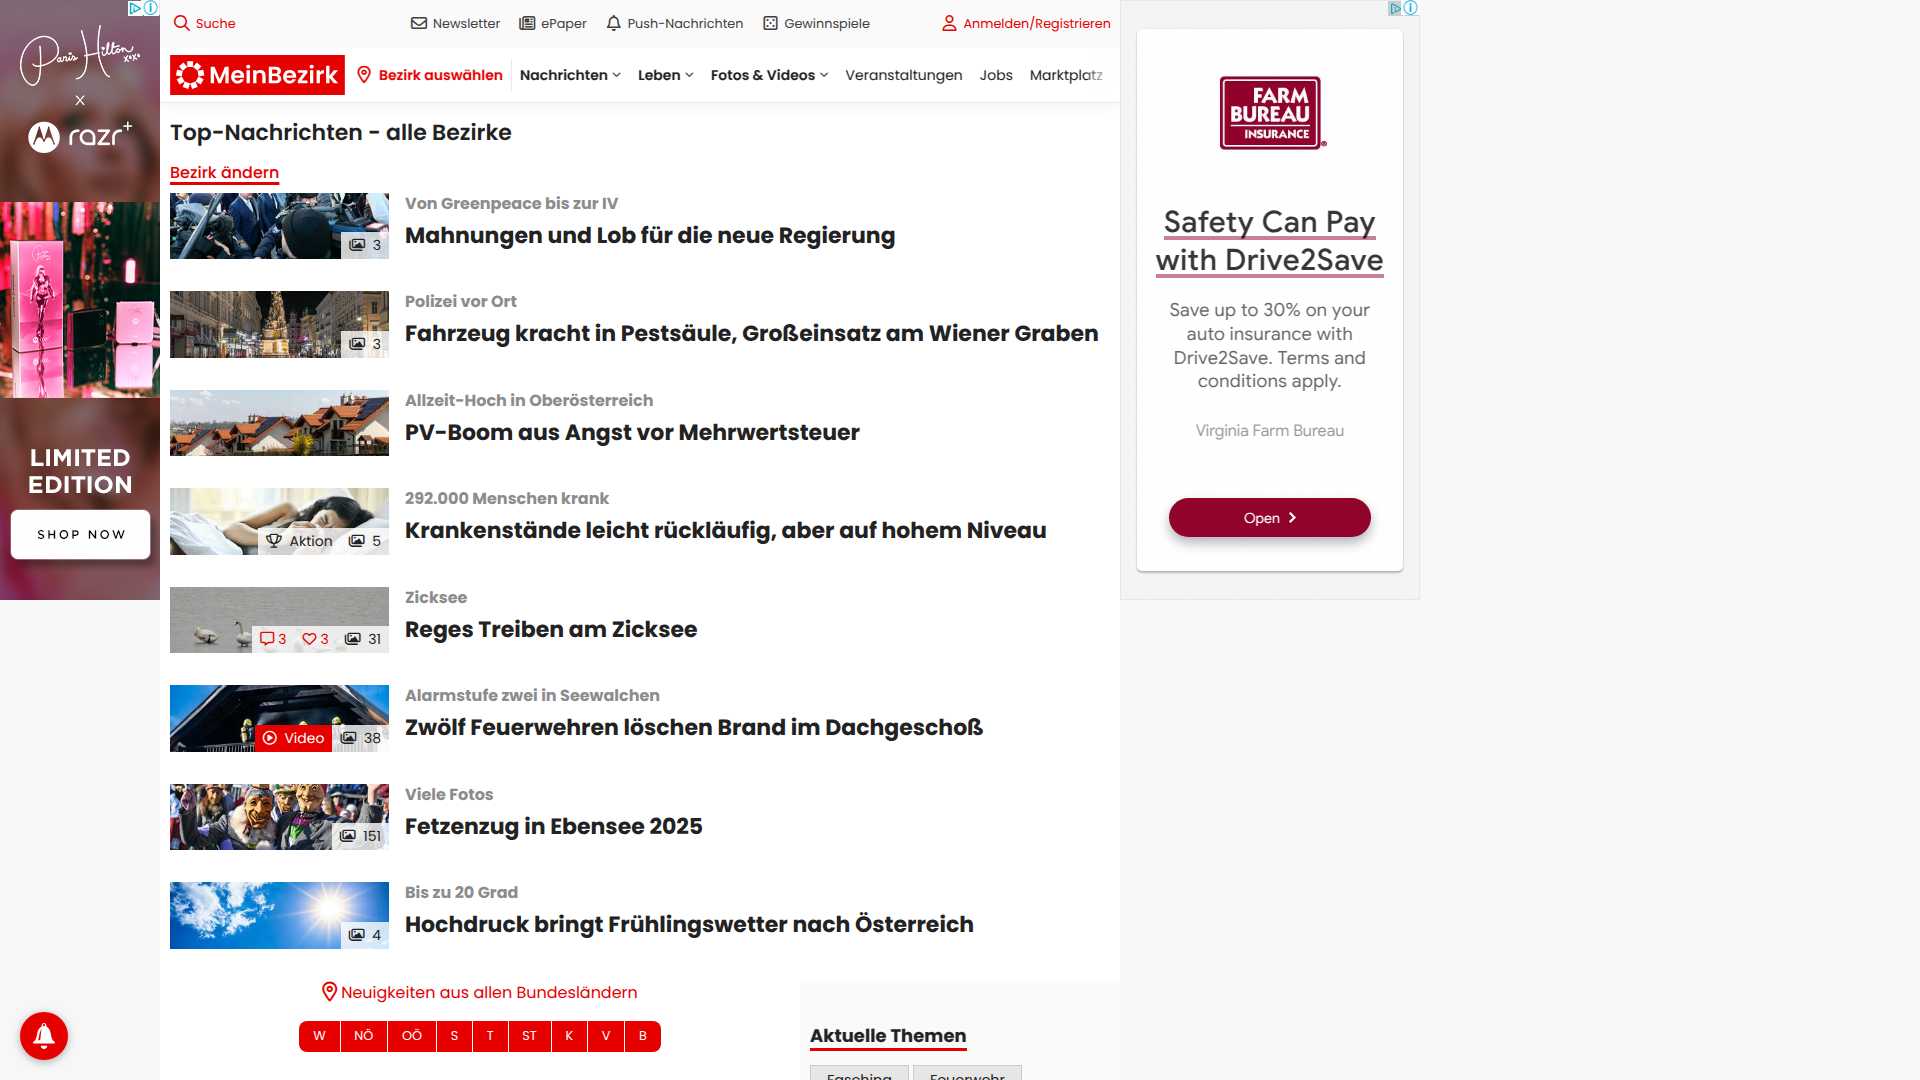 Suche
Newsletter
ePaper
Push-Nachrichten
Gewinnspiele
Anmelden/Registrieren
MeinBezirk
Bezirk auswählen
Nachrichten
Leben
Fotos & Videos
Veranstaltungen
Jobs
Marktplatz
Top-Nachrichten - alle Bezirke
Bezirk ändern
3
Von Greenpeace bis zur IV
Mahnungen und Lob für die neue Regierung
3
Polizei vor Ort
Fahrzeug kracht in Pestsäule, Großeinsatz am Wiener Graben
Allzeit-Hoch in Oberösterreich
PV-Boom aus Angst vor Mehrwertsteuer
Aktion 5
292.000 Menschen krank
Krankenstände leicht rückläufig, aber auf hohem Niveau
3 3 31
Zicksee
Reges Treiben am Zicksee
Video 38
Alarmstufe zwei in Seewalchen
Zwölf Feuerwehren löschen Brand im Dachgeschoß
151
Viele Fotos
Fetzenzug in Ebensee 2025
4
Bis zu 20 Grad
Hochdruck bringt Frühlingswetter nach Österreich
Neuigkeiten aus allen Bundesländern
W NÖ OÖ S T ST K V B
Aktuelle Themen
Fasching Feuerwehr
Paris Hilton
xoxo
X
razr+
LIMITED
EDITION
SHOP NOW
FARM
BUREAU
INSURANCE
Safety Can Pay
with Drive2Save
Save up to 30% on your
auto insurance with
Drive2Save. Terms and
conditions apply.
Virginia Farm Bureau
Open